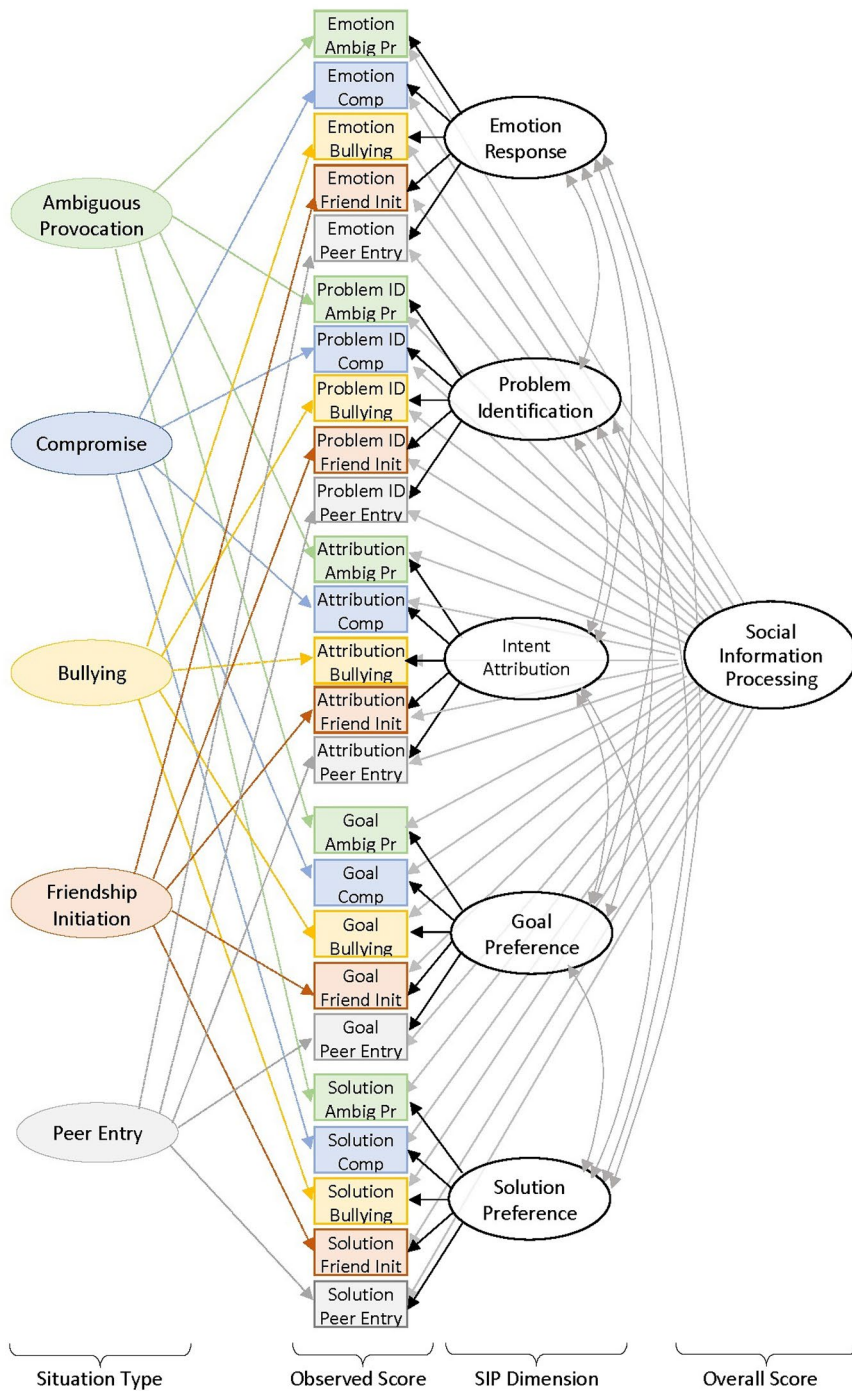 Emotion
Ambig Pr
Emotion
Comp
Emotion
Bullying
Emotion
Friend Init
Emotion
Peer Entry
Problem ID
Ambig Pr
Problem ID
Comp
Problem ID
Bullying
Problem ID
Friend Init
Problem ID
Peer Entry
Attribution
Ambig Pr
Attribution
Comp
Attribution
Bullying
Attribution
Friend Init
Attribution
Peer Entry
Goal
Ambig Pr
Goal
Comp
Goal
Bullying
Goal
Friend Init
Goal
Peer Entry
Solution
Ambig Pr
Solution
Comp
Solution
Bullying
Solution
Friend Init
Solution
Peer Entry
Ambiguous
Provocation
Compromise
Bullying
Friendship
Initiation
Peer Entry
Emotion
Response
Problem
Identification
Intent
Attribution
Goal
Preference
Solution
Preference
Social
Information
Processing
Situation Type
Observed Score
SIP Dimension
Overall Score